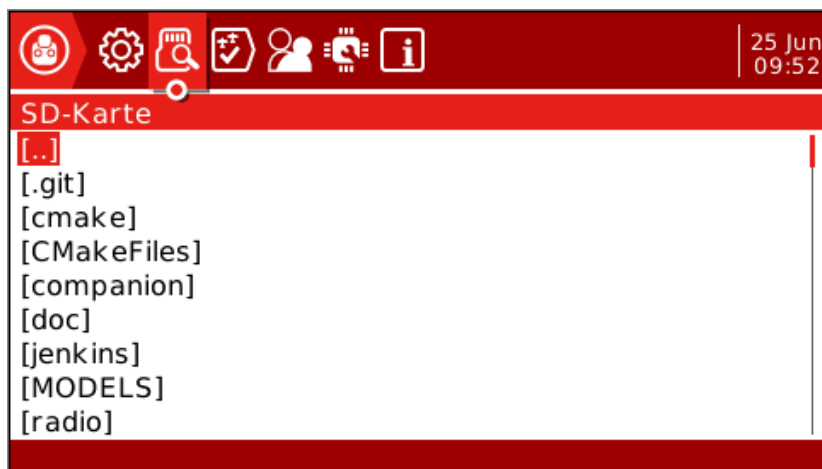 25 Jun
09:52
SD-Karte
[..]
[.git]
[cmake]
[CMakeFiles]
[companion]
[doc]
[jenkins]
[MODELS]
[radio]